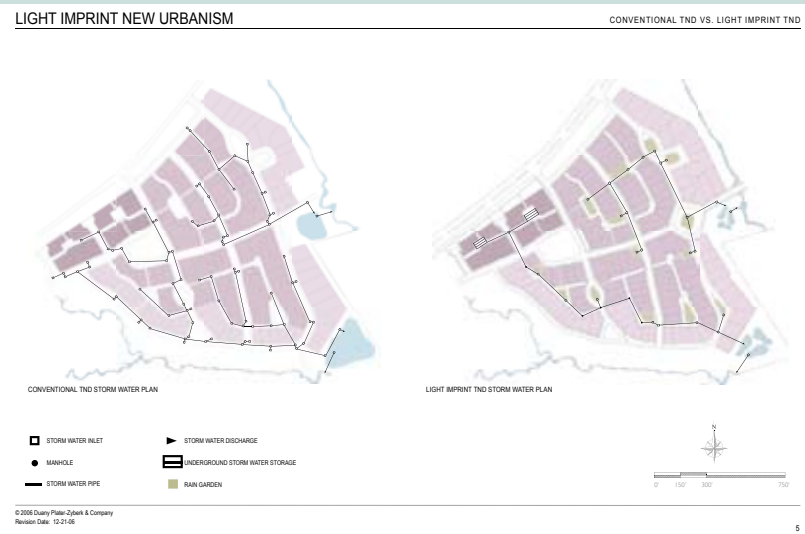 LIGHT IMPRINT NEW URBANISM
CONVENTIONAL TND VS. LIGHT IMPRINT TND
CONVENTIONAL TND STORM WATER PLAN
LIGHT IMPRINT TND STORM WATER PLAN
STORM WATER INLET
STORM WATER DISCHARGE
MANHOLE
UNDERGROUND STORM WATER STORAGE
STORM WATER PIPE
RAIN GARDEN
N
0' 150' 300' 750'
© 2006 Duany Plater-Zyberk & Company
Revision Date: 12-21-06
5